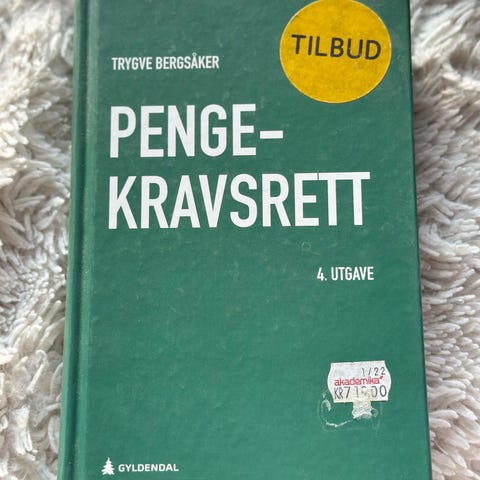 TILBUD
TRYGVE BERGSÅKER
PENGE-
KRAVSRETT
4. UTGAVE
1/22
akademika
GYLDENDAL